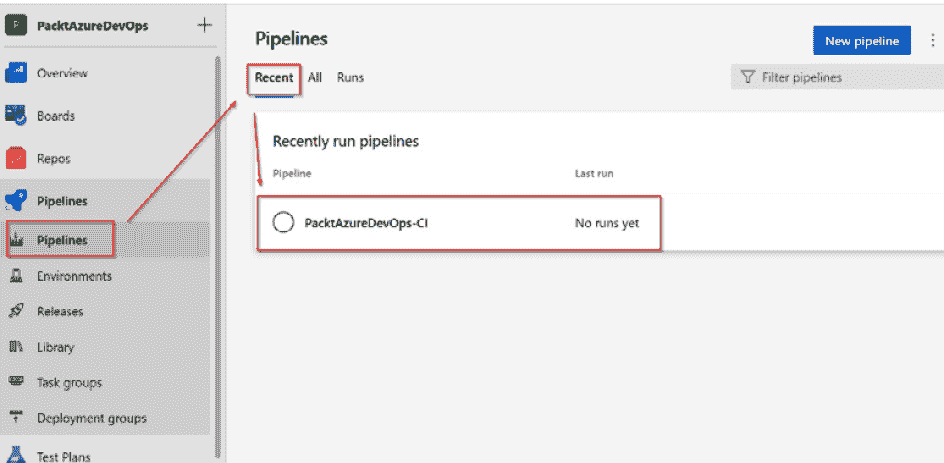 P PacktAzureDevOps +
Overview
Boards
Repos
Pipelines
Pipelines
Environments
Releases
Library
Task groups
Deployment groups
Test Plans
Pipelines
New pipeline
Recent All Runs
Filter pipelines
Recently run pipelines
Pipeline Last run
PacktAzureDevOps-CI No runs yet